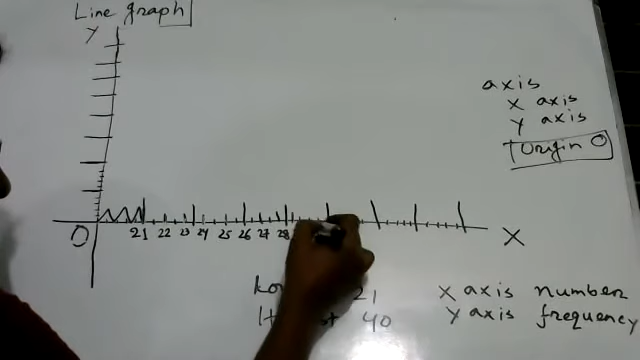 Line graph
Y
axis
X axis
Y axis
Origin O
21 22 23 24 25 26 27 28
O
X
21
40
X axis number
Y axis frequency